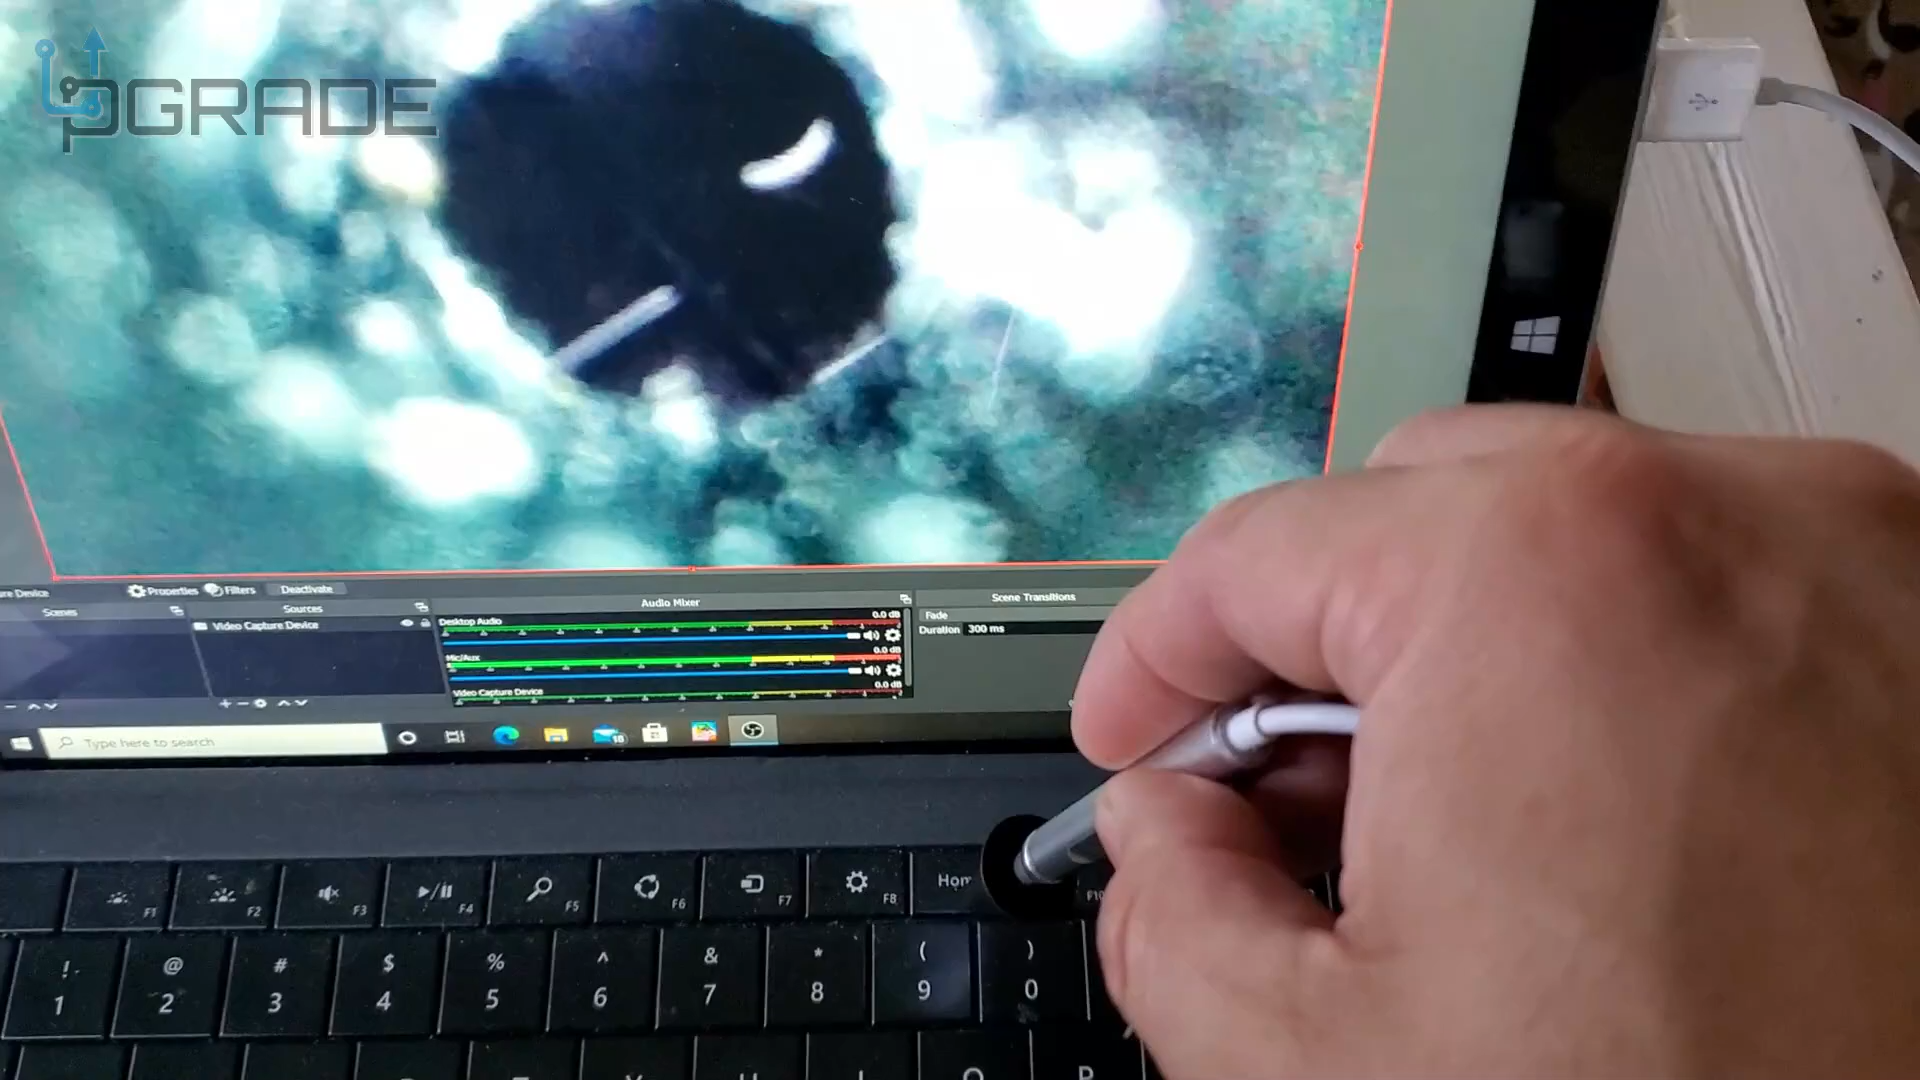 UPGRADE
Properties Filters Deactivate
Scenes Sources Audio Mixer Scene Transitions
Video Capture Device
Desktop Audio 0.0 dB
Mic/Aux 0.0 dB
Video Capture Device 0.0 dB
Fade
Duration 300 ms
Type here to search
18
F1 F2 F3 F4 F5 F6 F7 F8
! @ # $ % ^ & * ( )
1 2 3 4 5 6 7 8 9 0
P